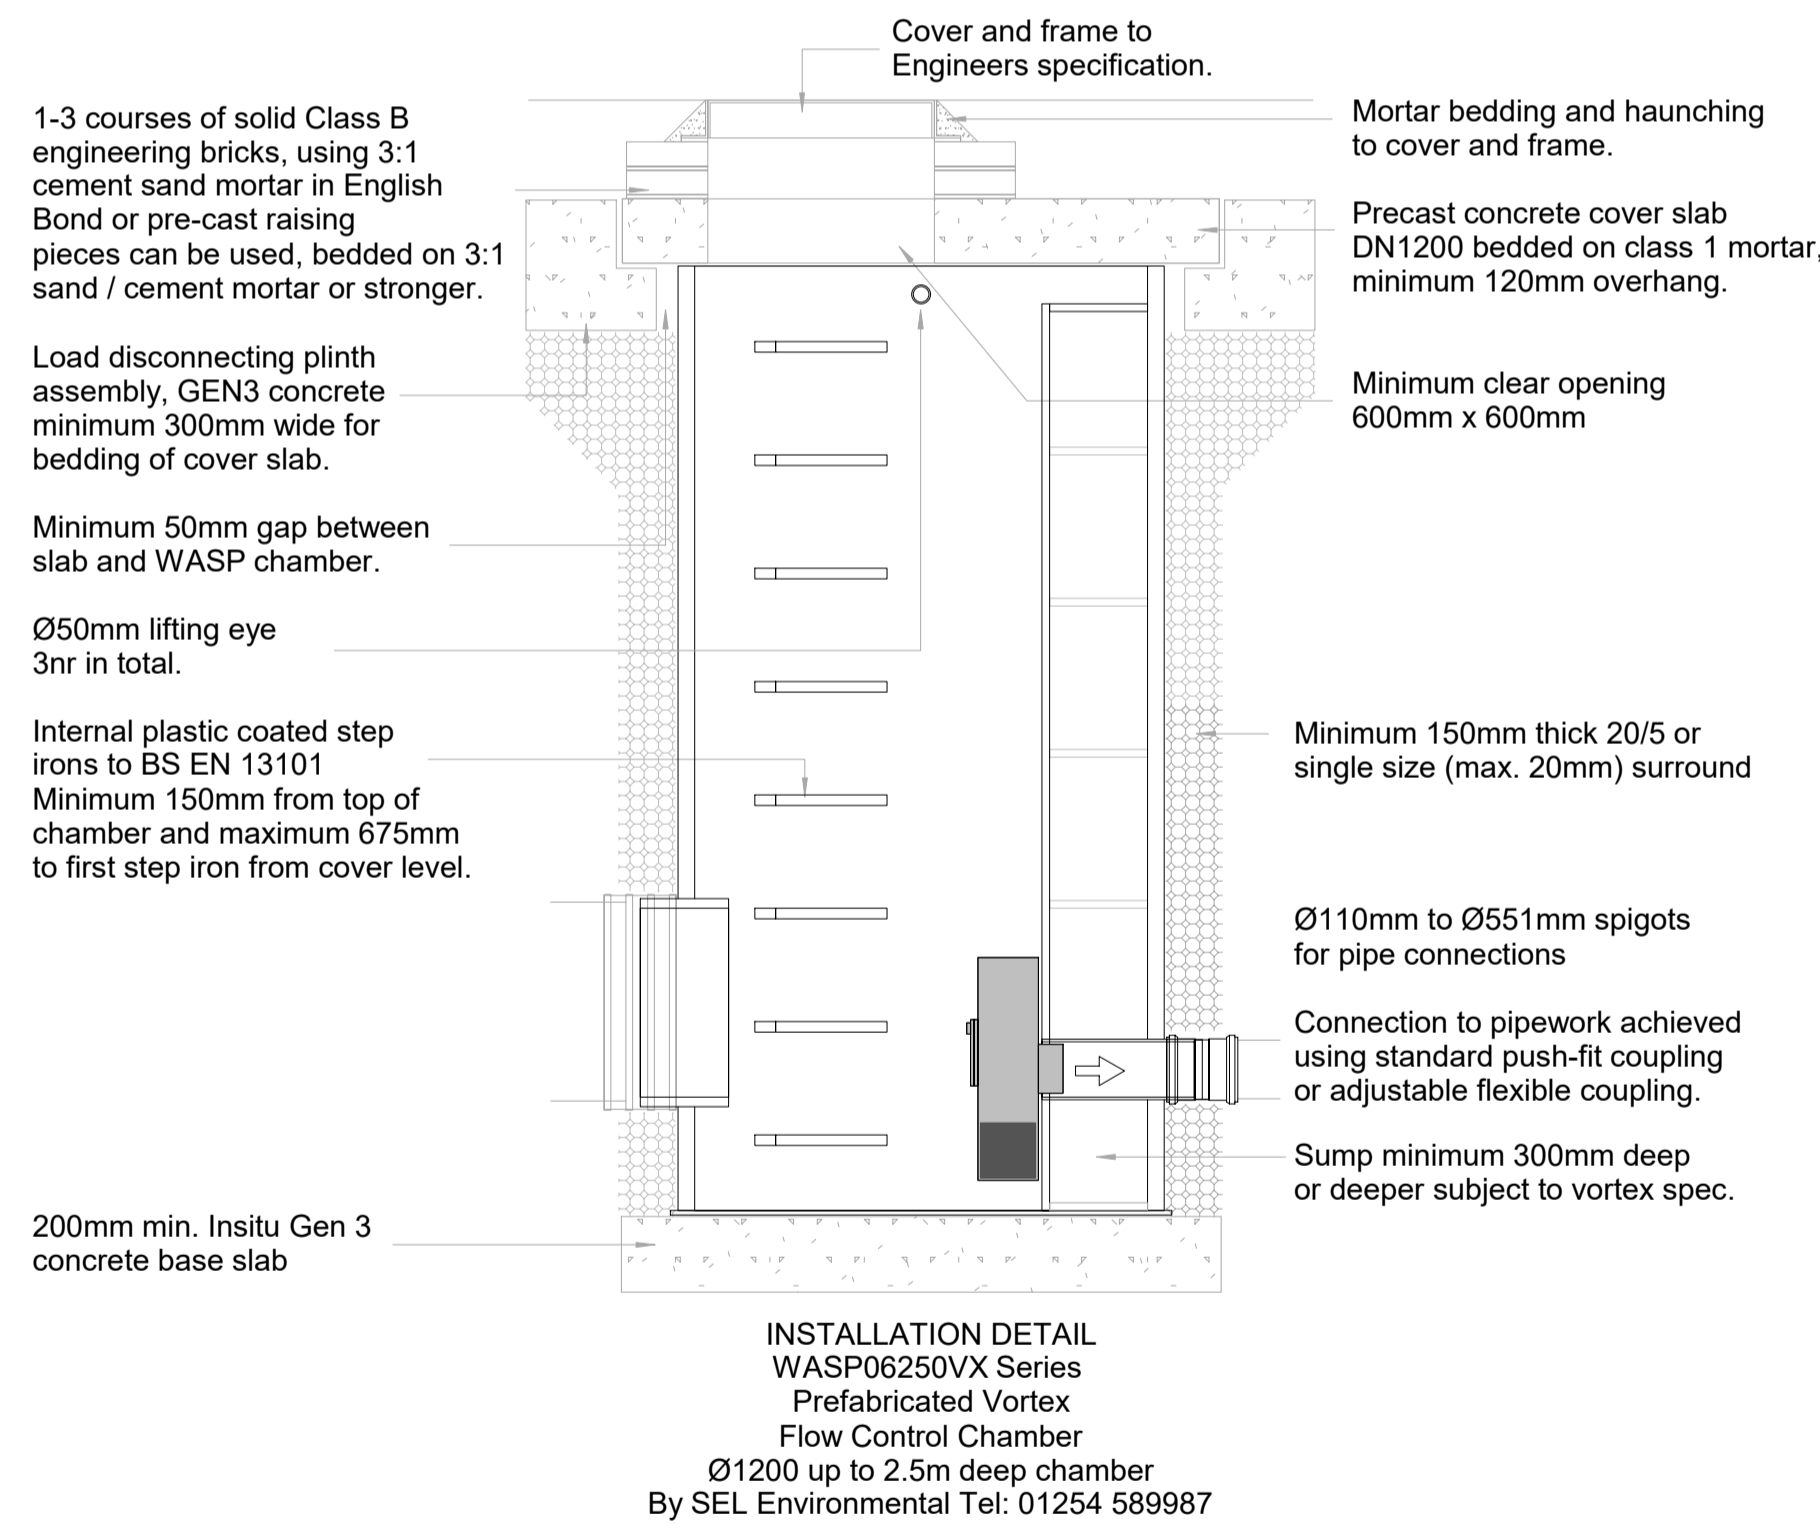 Cover and frame to
Engineers specification.
1-3 courses of solid Class B
engineering bricks, using 3:1
cement sand mortar in English
Bond or pre-cast raising
pieces can be used, bedded on 3:1
sand / cement mortar or stronger.
Load disconnecting plinth
assembly, GEN3 concrete
minimum 300mm wide for
bedding of cover slab.
Minimum 50mm gap between
slab and WASP chamber.
Ø50mm lifting eye
3nr in total.
Internal plastic coated step
irons to BS EN 13101
Minimum 150mm from top of
chamber and maximum 675mm
to first step iron from cover level.
200mm min. Insitu Gen 3
concrete base slab
Mortar bedding and haunching
to cover and frame.
Precast concrete cover slab
DN1200 bedded on class 1 mortar,
minimum 120mm overhang.
Minimum clear opening
600mm x 600mm
Minimum 150mm thick 20/5 or
single size (max. 20mm) surround
Ø110mm to Ø551mm spigots
for pipe connections
Connection to pipework achieved
using standard push-fit coupling
or adjustable flexible coupling.
Sump minimum 300mm deep
or deeper subject to vortex spec.
INSTALLATION DETAIL
WASP06250VX Series
Prefabricated Vortex
Flow Control Chamber
Ø1200 up to 2.5m deep chamber
By SEL Environmental Tel: 01254 589987